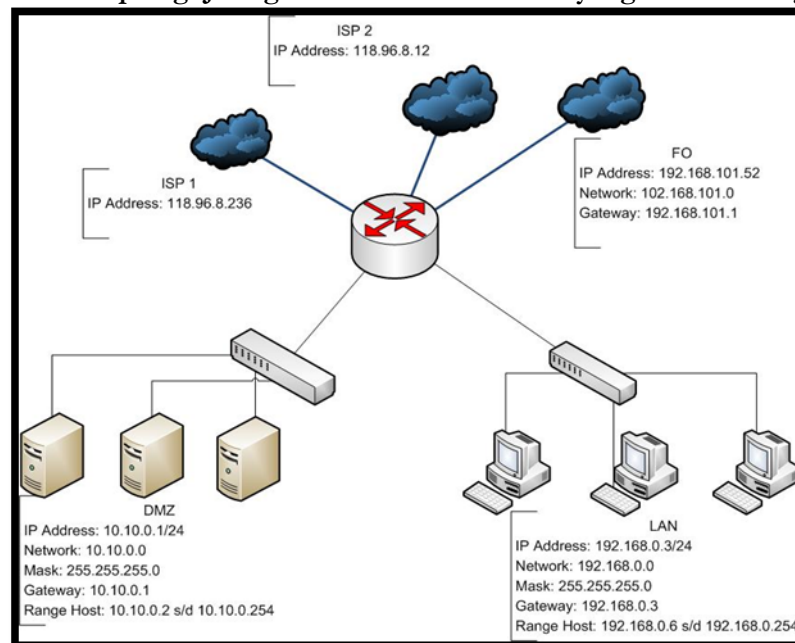 ISP 2
IP Address: 118.96.8.12
FO
IP Address: 192.168.101.52
Network: 102.168.101.0
Gateway: 192.168.101.1
ISP 1
IP Address: 118.96.8.236
DMZ
IP Address: 10.10.0.1/24
Network: 10.10.0.0
Mask: 255.255.255.0
Gateway: 10.10.0.1
Range Host: 10.10.0.2 s/d 10.10.0.254
LAN
IP Address: 192.168.0.3/24
Network: 192.168.0.0
Mask: 255.255.255.0
Gateway: 192.168.0.3
Range Host: 192.168.0.6 s/d 192.168.0.254